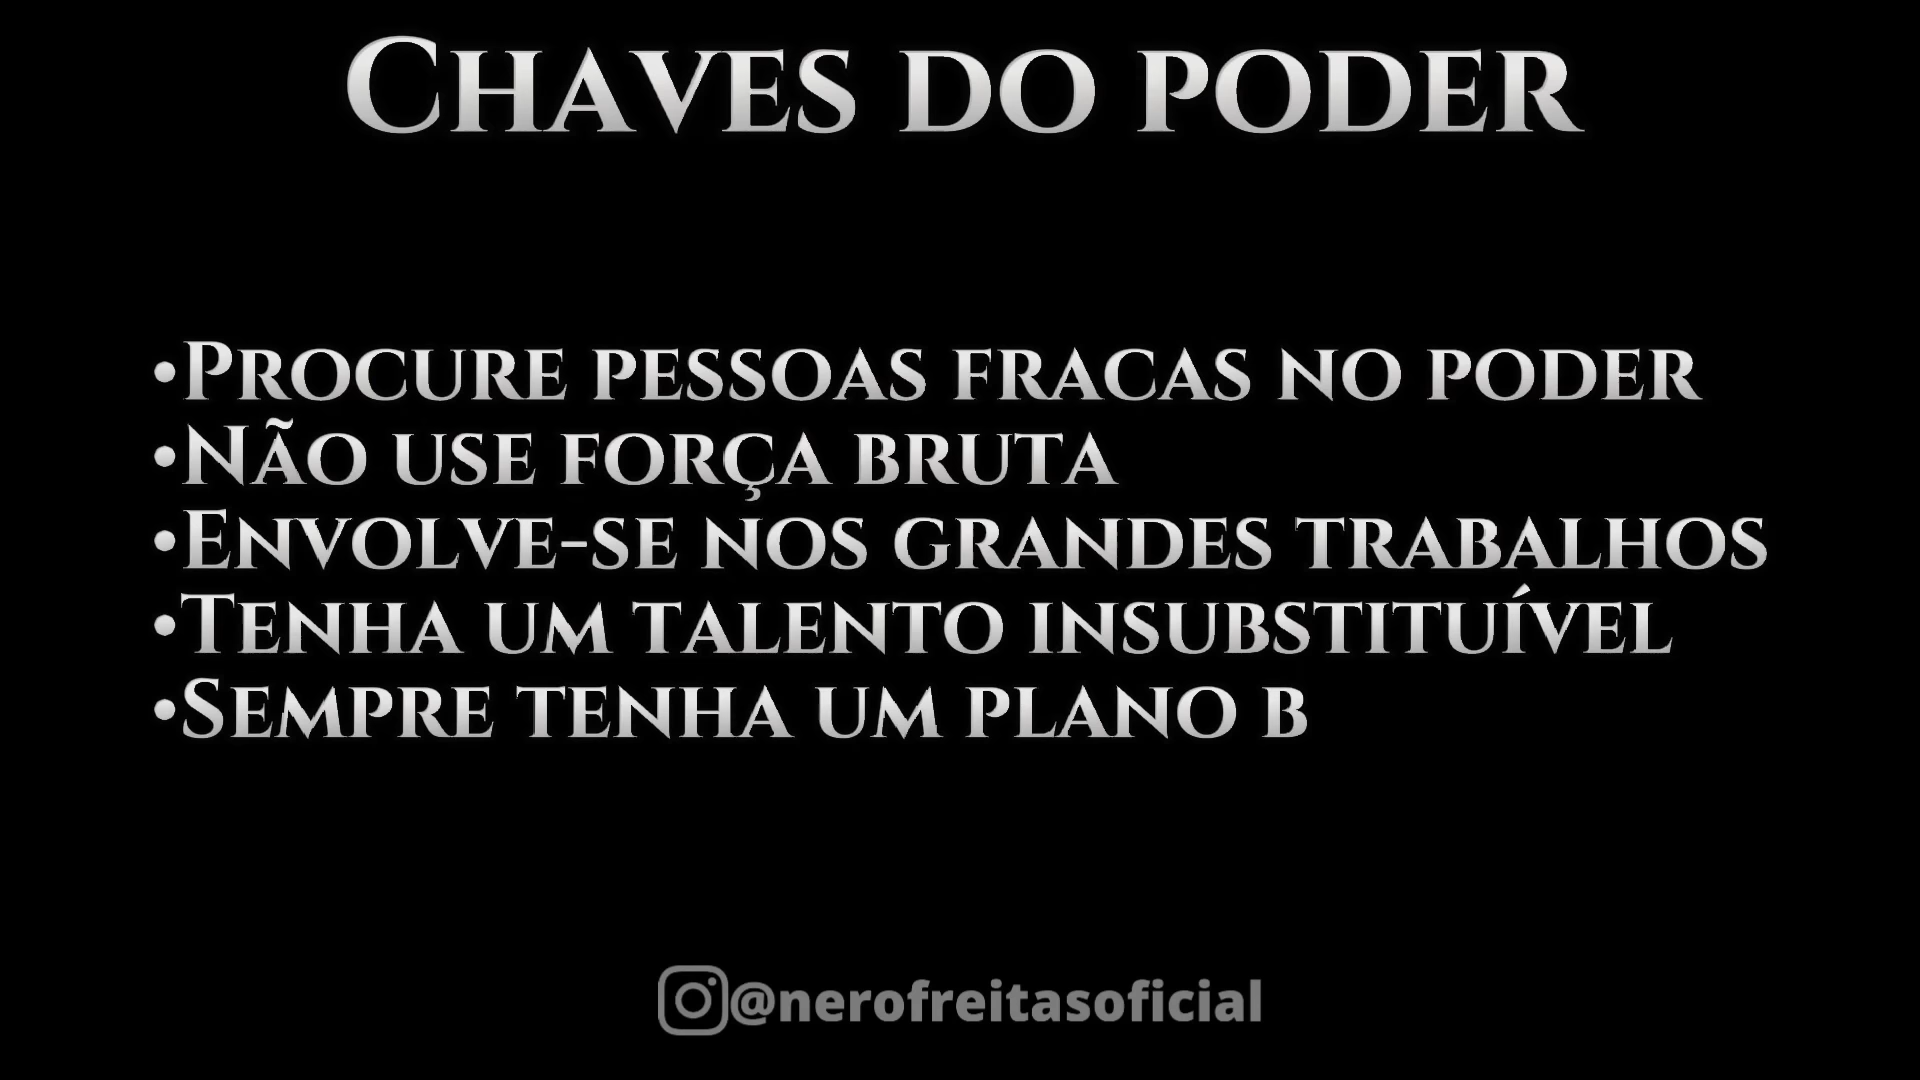 Chaves do poder
•Procure pessoas fracas no poder
•Não use força bruta
•Envolve-se nos grandes trabalhos
•Tenha um talento insubstituível
•Sempre tenha um plano b
@nerofreitasoficial